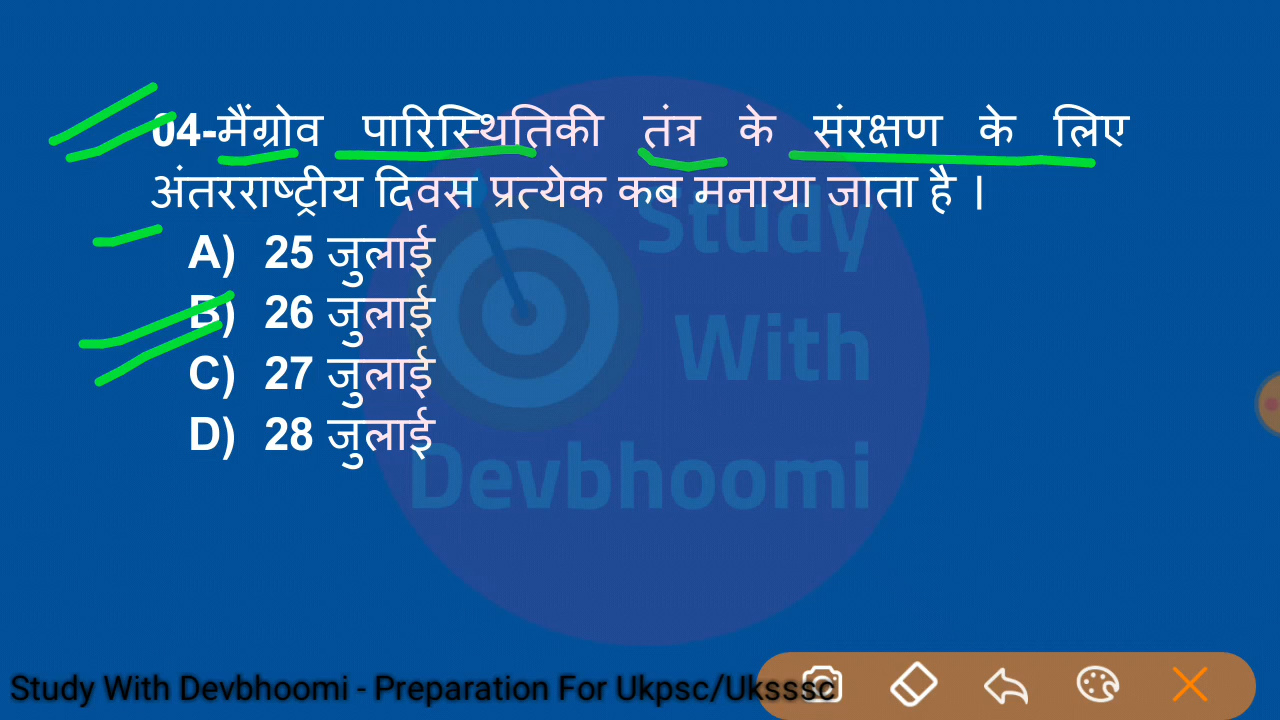 04-मैंग्रोव पारिस्थितिकी तंत्र के संरक्षण के लिए
अंतरराष्ट्रीय दिवस प्रत्येक कब मनाया जाता है ।
A) 25 जुलाई
B) 26 जुलाई
C) 27 जुलाई
D) 28 जुलाई
Study
With
Devbhoomi
Study With Devbhoomi - Preparation For Ukpsc/Uksssc